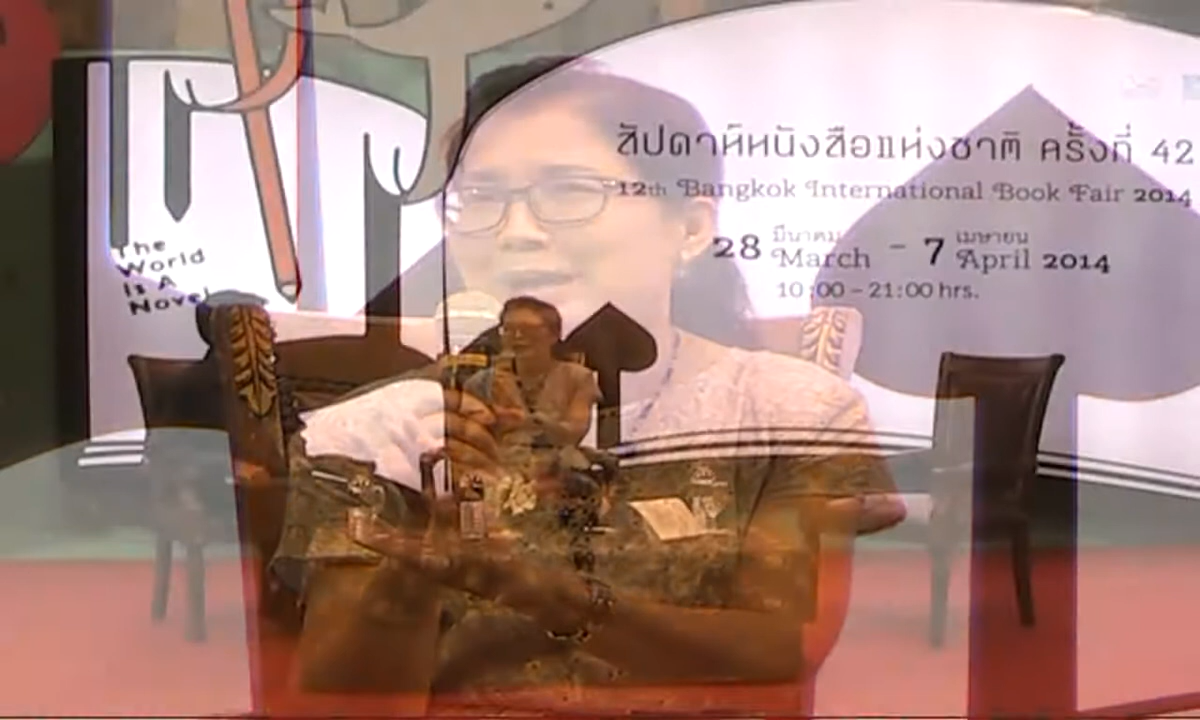 สัปดาห์หนังสือแห่งชาติ ครั้งที่ 42
12th Bangkok International Book Fair 2014
28 มีนาคม March – 7 เมษายน April 2014
10:00 – 21:00 hrs.
The
World
Is A
Novel